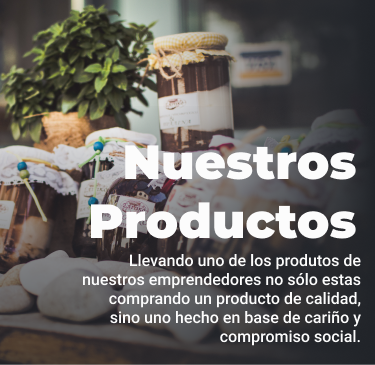 Nuestros
Productos
Llevando uno de los produtos de
nuestros emprendedores no sólo estas
comprando un producto de calidad,
sino uno hecho en base de cariño y
compromiso social.